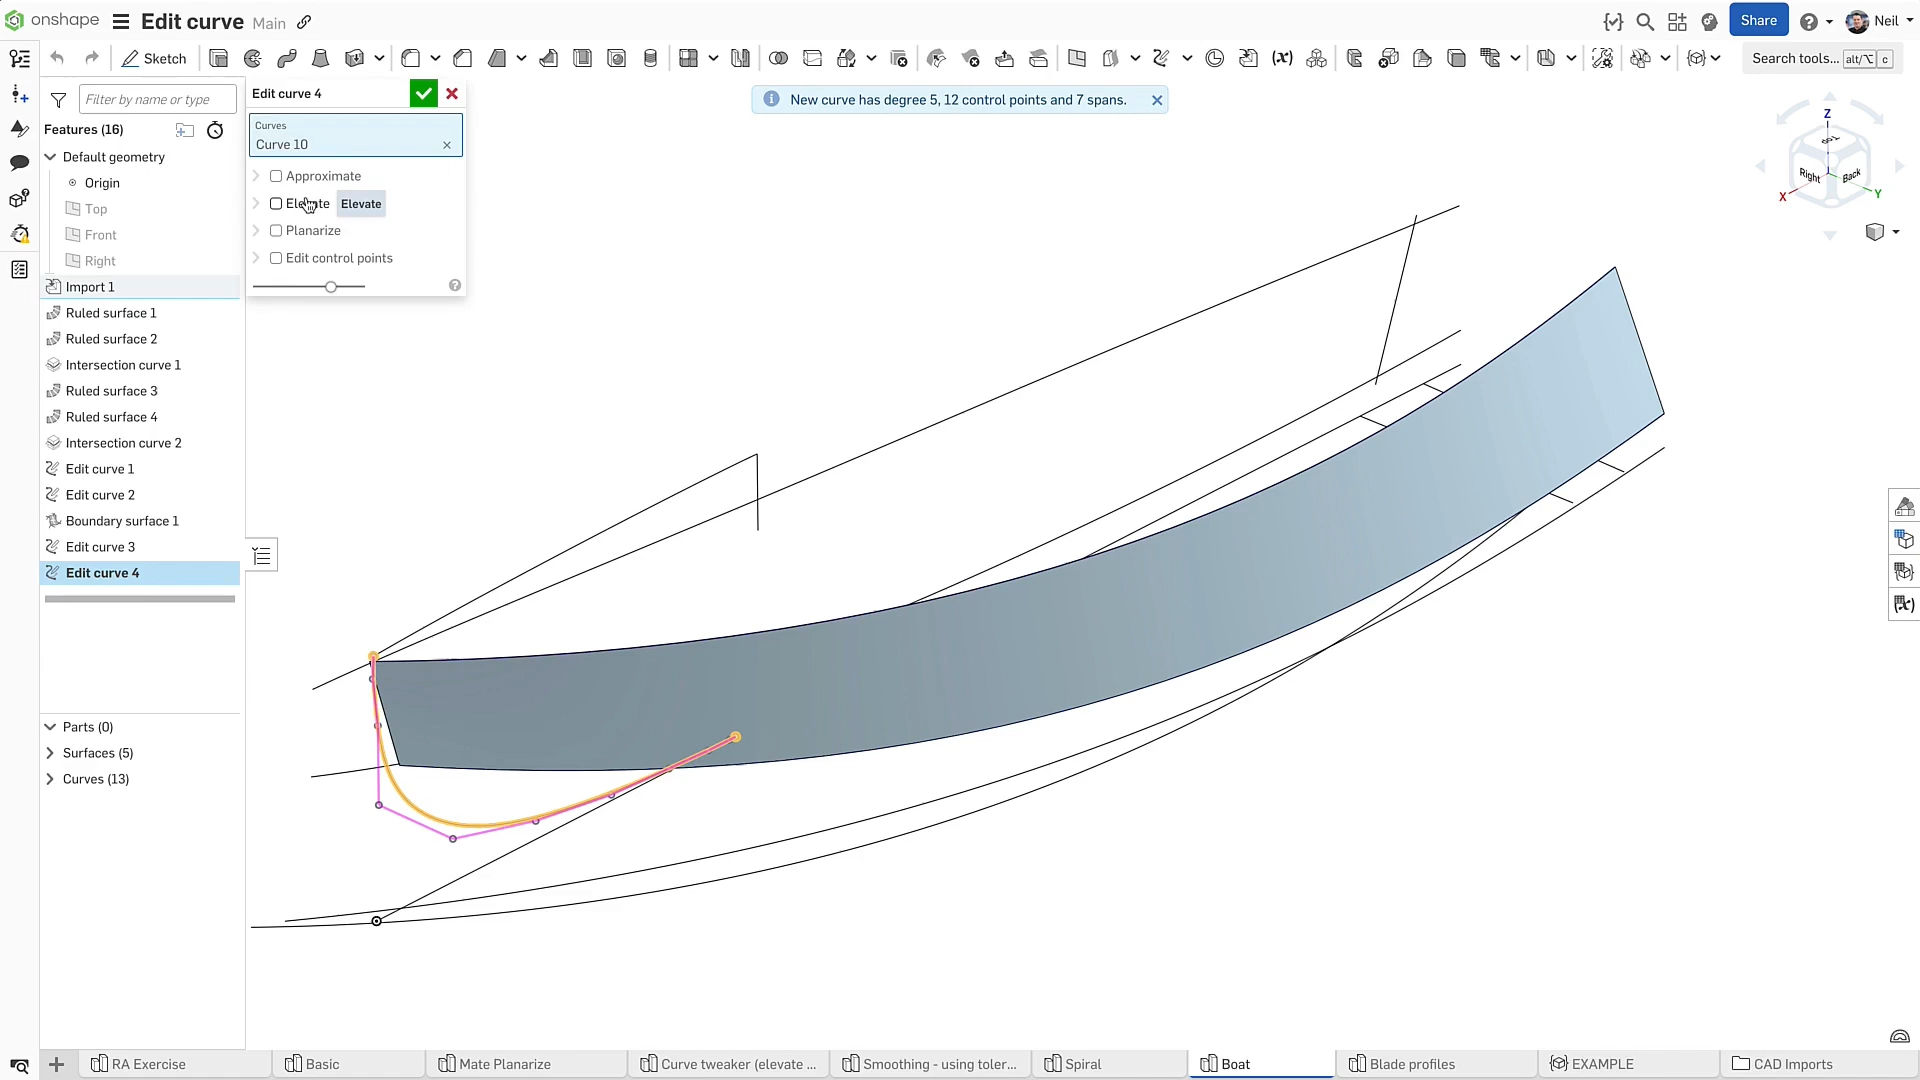 onshape
Edit curve
Main
Share
Neil
Sketch
Search tools...
alt/⌥
c
Filter by name or type
Features (16)
Default geometry
Origin
Top
Front
Right
Import 1
Ruled surface 1
Ruled surface 2
Intersection curve 1
Ruled surface 3
Ruled surface 4
Intersection curve 2
Edit curve 1
Edit curve 2
Boundary surface 1
Edit curve 3
Edit curve 4
Parts (0)
Surfaces (5)
Curves (13)
Edit curve 4
Curves
Curve 10
Approximate
Elevate
Elevate
Planarize
Edit control points
New curve has degree 5, 12 control points and 7 spans.
Z
Top
Right
Back
X
Y
RA Exercise
Basic
Mate Planarize
Curve tweaker (elevate ...
Smoothing - using toler...
Spiral
Boat
Blade profiles
EXAMPLE
CAD Imports